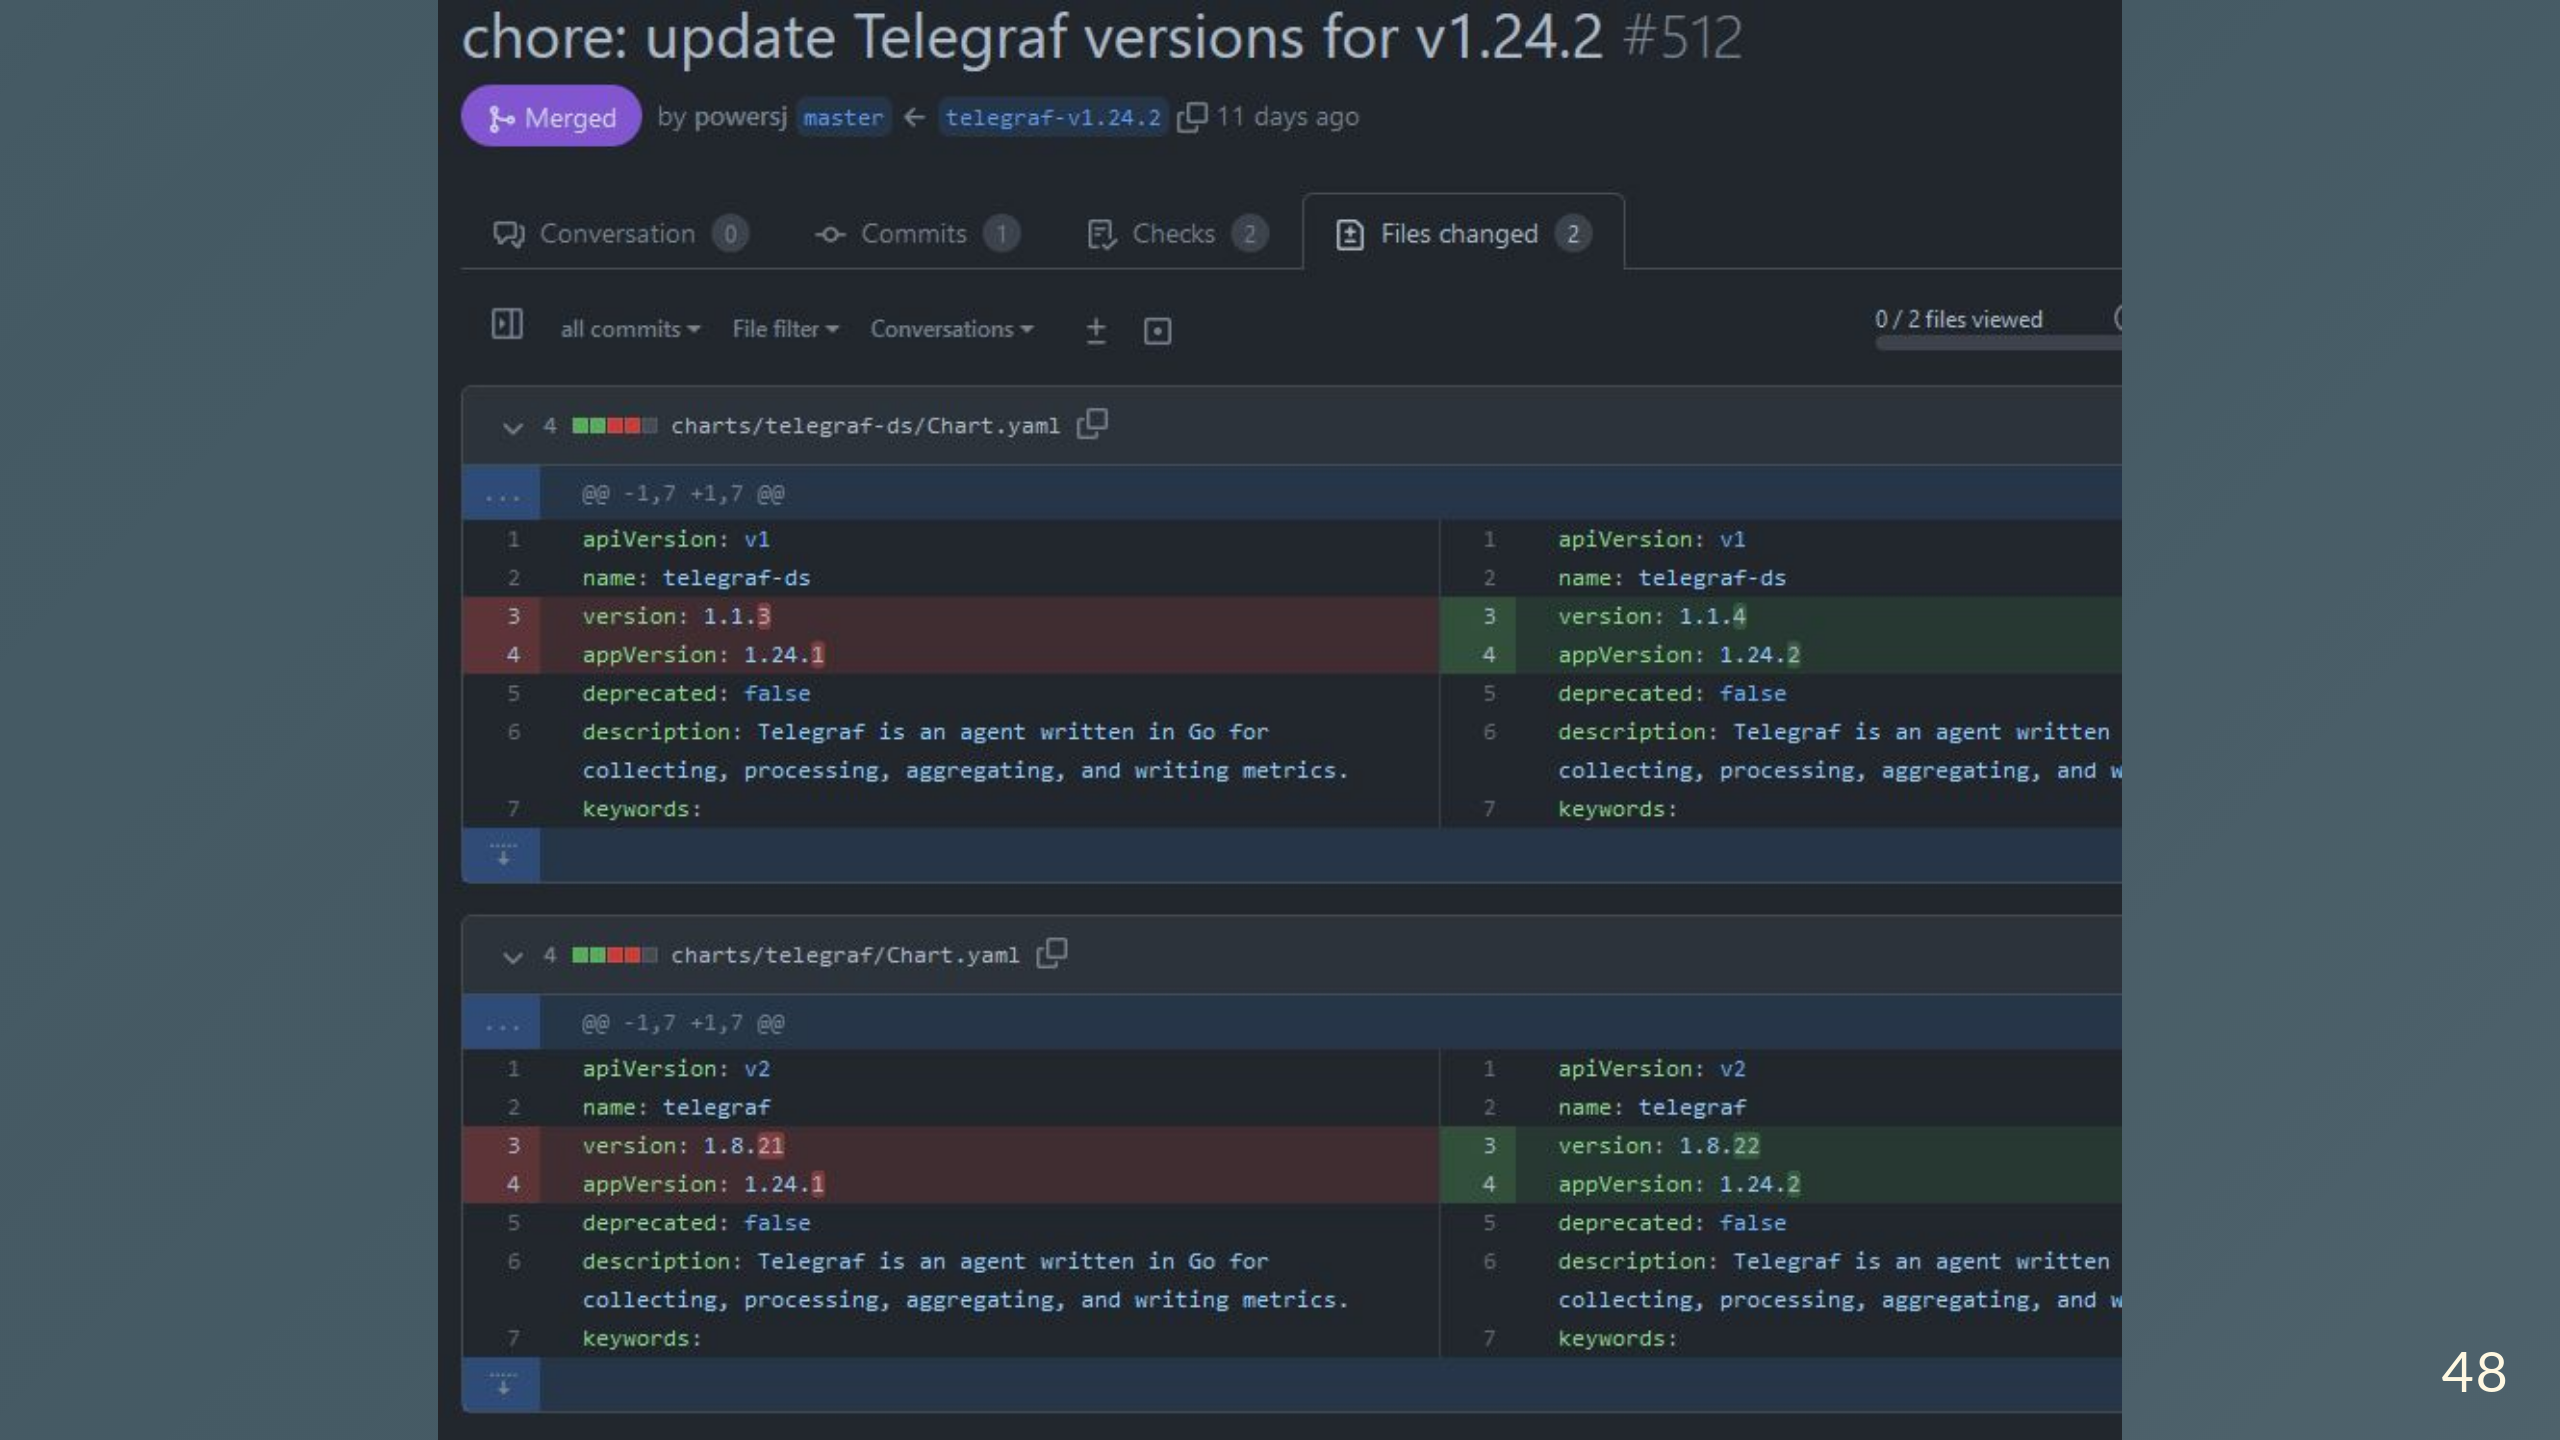 chore: update Telegraf versions for v1.24.2 #512
Merged by powersj master ← telegraf-v1.24.2 11 days ago
Conversation 0 Commits 1 Checks 2 Files changed 2
all commits File filter Conversations 0 / 2 files viewed
4 charts/telegraf-ds/Chart.yaml
... @@ -1,7 +1,7 @@
1 apiVersion: v1 1 apiVersion: v1
2 name: telegraf-ds 2 name: telegraf-ds
3 version: 1.1.3 3 version: 1.1.4
4 appVersion: 1.24.1 4 appVersion: 1.24.2
5 deprecated: false 5 deprecated: false
6 description: Telegraf is an agent written in Go for 6 description: Telegraf is an agent written
collecting, processing, aggregating, and writing metrics. collecting, processing, aggregating, and
7 keywords: 7 keywords:
4 charts/telegraf/Chart.yaml
... @@ -1,7 +1,7 @@
1 apiVersion: v2 1 apiVersion: v2
2 name: telegraf 2 name: telegraf
3 version: 1.8.21 3 version: 1.8.22
4 appVersion: 1.24.1 4 appVersion: 1.24.2
5 deprecated: false 5 deprecated: false
6 description: Telegraf is an agent written in Go for 6 description: Telegraf is an agent written
collecting, processing, aggregating, and writing metrics. collecting, processing, aggregating, and
7 keywords: 7 keywords:
48